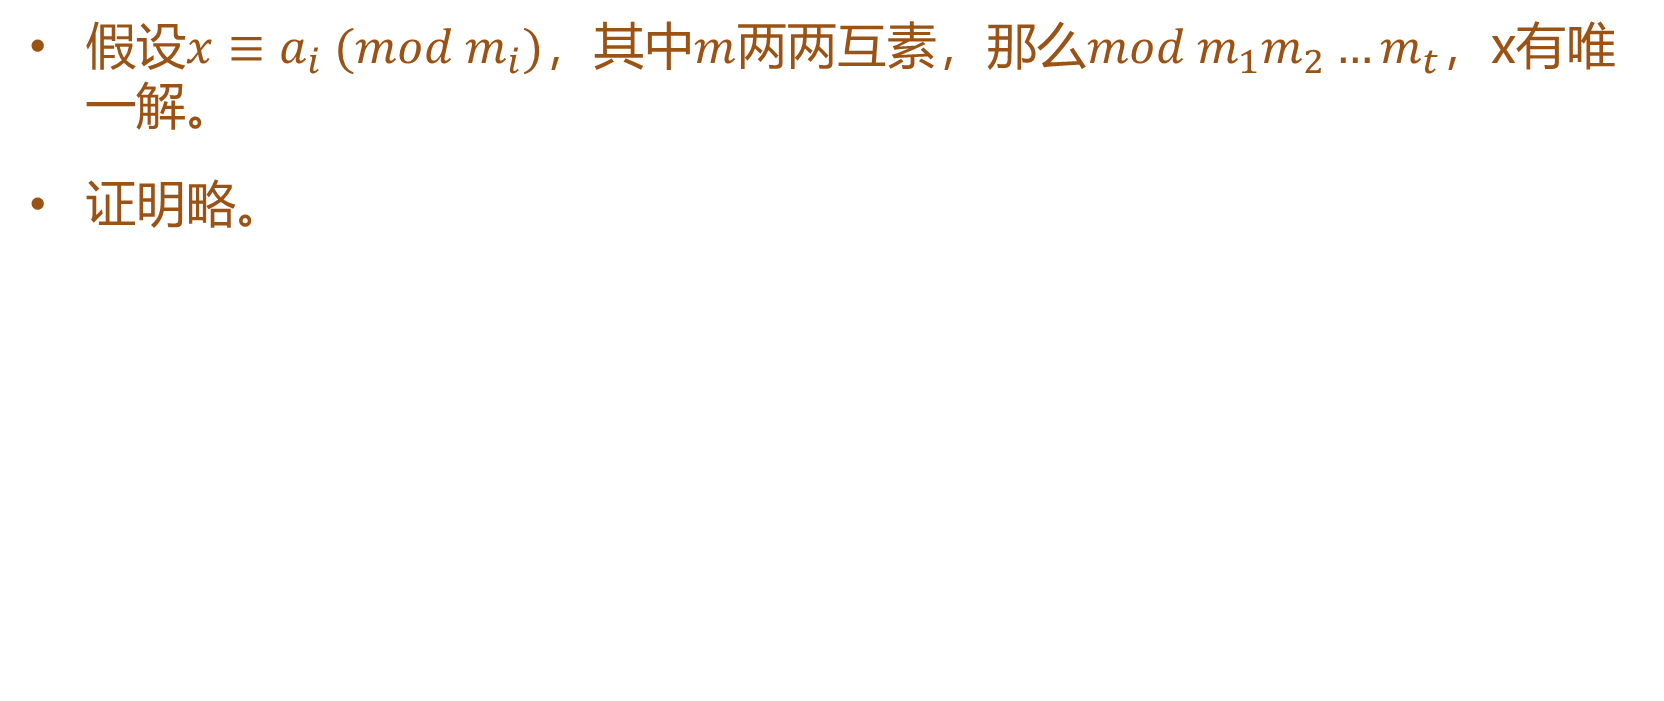 • 假设𝑥 ≡ 𝑎ᵢ (𝑚𝑜𝑑 𝑚ᵢ)，其中𝑚两两互素，那么𝑚𝑜𝑑 𝑚₁𝑚₂ … 𝑚ₜ，x有唯
一解。
• 证明略。